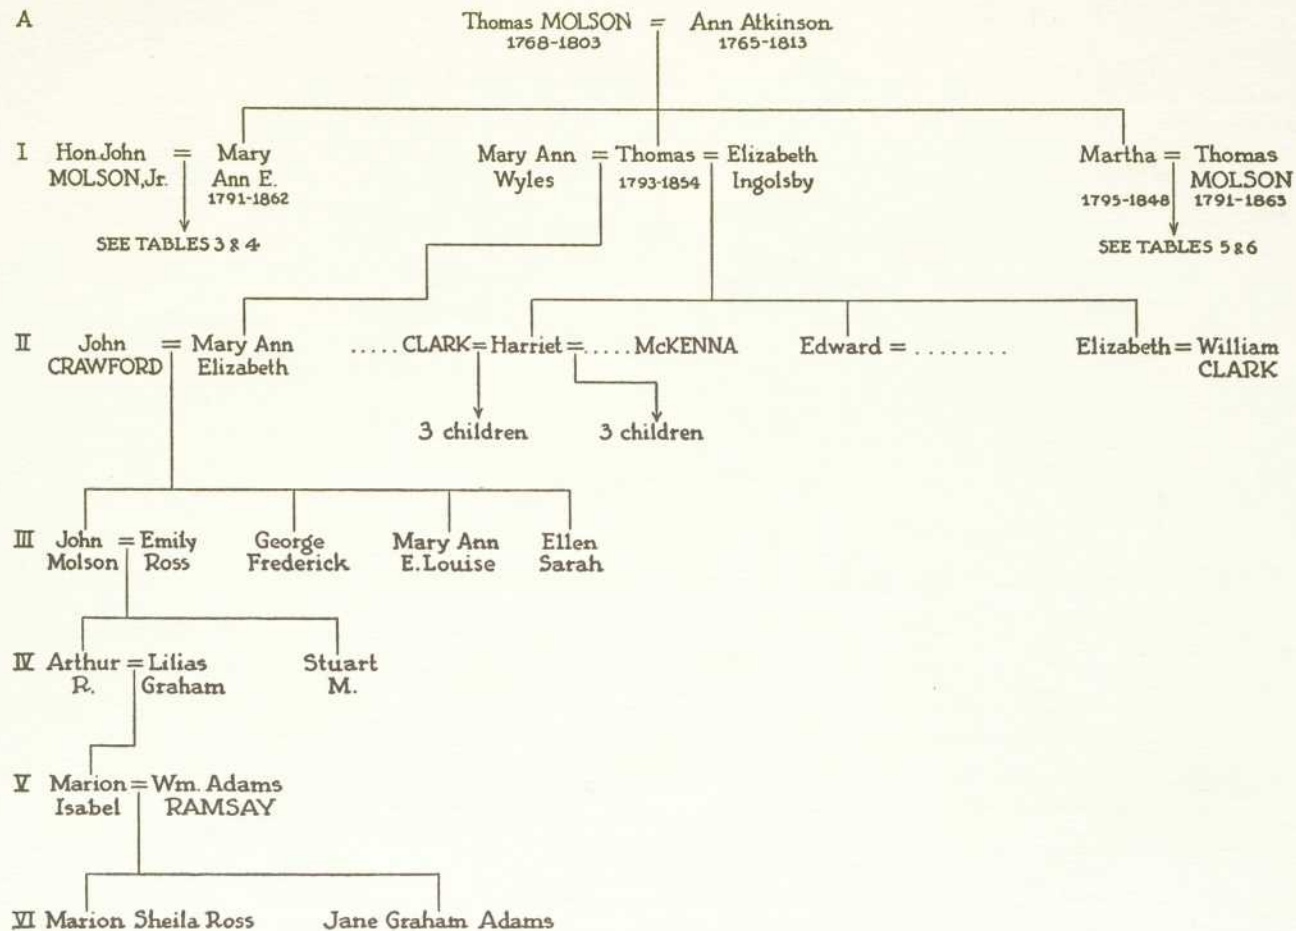 A
Thomas MOLSON = Ann Atkinson
1768-1803 1765-1813
I Hon. John = Mary Mary Ann = Thomas = Elizabeth Martha = Thomas
MOLSON, Jr. Ann E. Wyles 1793-1854 Ingolsby MOLSON
1791-1862 1795-1848 1791-1863
SEE TABLES 3 & 4 SEE TABLES 5 & 6
II John = Mary Ann ..... CLARK = Harriet = ..... McKENNA Edward = ........ Elizabeth = William
CRAWFORD Elizabeth CLARK
3 children 3 children
III John = Emily George Mary Ann Ellen
Molson Ross Frederick E. Louise Sarah
IV Arthur = Lilias Stuart
R. Graham M.
V Marion = Wm. Adams
Isabel RAMSAY
VI Marion Sheila Ross Jane Graham Adams